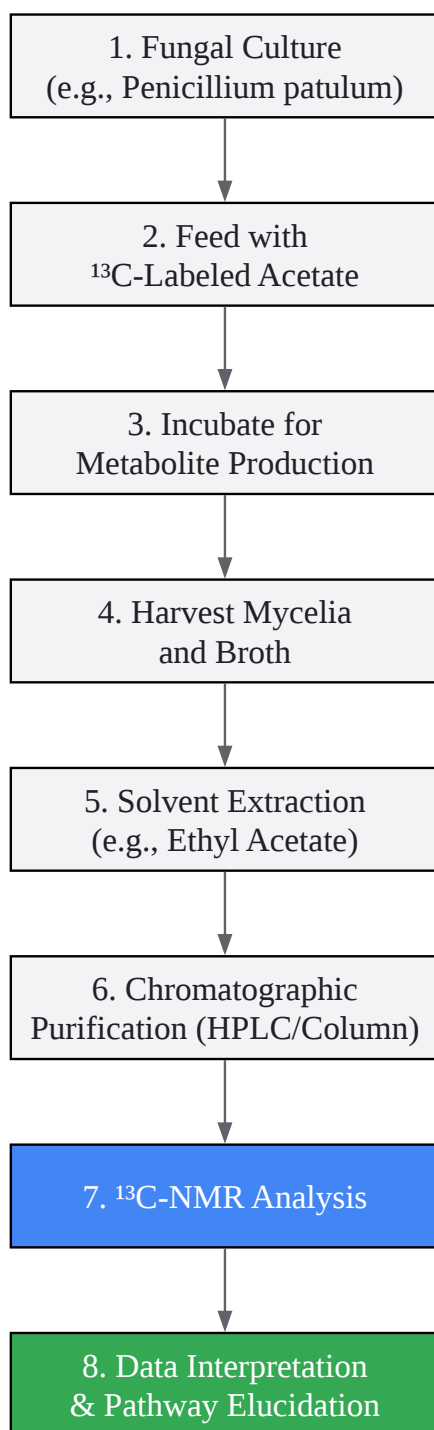 1. Fungal Culture
(e.g., Penicillium patulum)
2. Feed with
¹³C-Labeled Acetate
3. Incubate for
Metabolite Production
4. Harvest Mycelia
and Broth
5. Solvent Extraction
(e.g., Ethyl Acetate)
6. Chromatographic
Purification (HPLC/Column)
7. ¹³C-NMR Analysis
8. Data Interpretation
& Pathway Elucidation